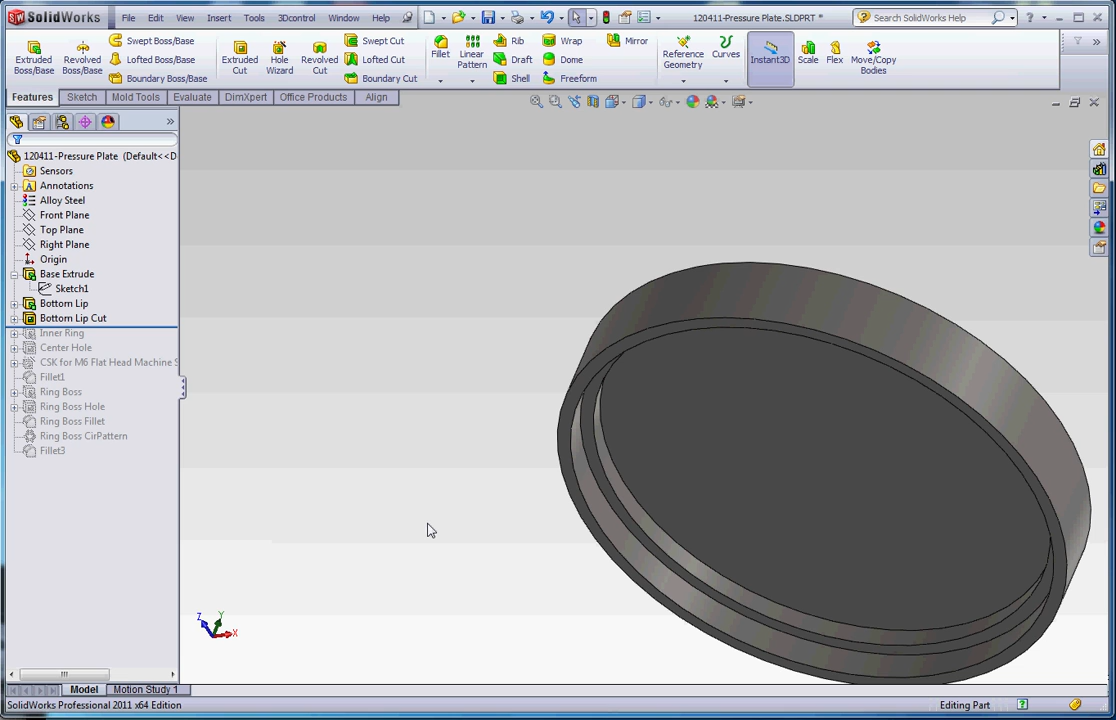 SolidWorks File Edit View Insert Tools 3Dcontrol Window Help 120411-Pressure Plate.SLDPRT * Search SolidWorks Help
Extruded Boss/Base
Revolved Boss/Base
Swept Boss/Base
Lofted Boss/Base
Boundary Boss/Base
Extruded Cut
Hole Wizard
Revolved Cut
Swept Cut
Lofted Cut
Boundary Cut
Fillet
Linear Pattern
Rib
Draft
Shell
Wrap
Dome
Freeform
Mirror
Reference Geometry
Curves
Instant3D
Scale
Flex
Move/Copy Bodies
Features Sketch Mold Tools Evaluate DimXpert Office Products Align
120411-Pressure Plate (Default<<D
Sensors
Annotations
Alloy Steel
Front Plane
Top Plane
Right Plane
Origin
Base Extrude
Sketch1
Bottom Lip
Bottom Lip Cut
Inner Ring
Center Hole
CSK for M6 Flat Head Machine S
Fillet1
Ring Boss
Ring Boss Hole
Ring Boss Fillet
Ring Boss CirPattern
Fillet3
Z Y X
Model Motion Study 1
SolidWorks Professional 2011 x64 Edition Editing Part